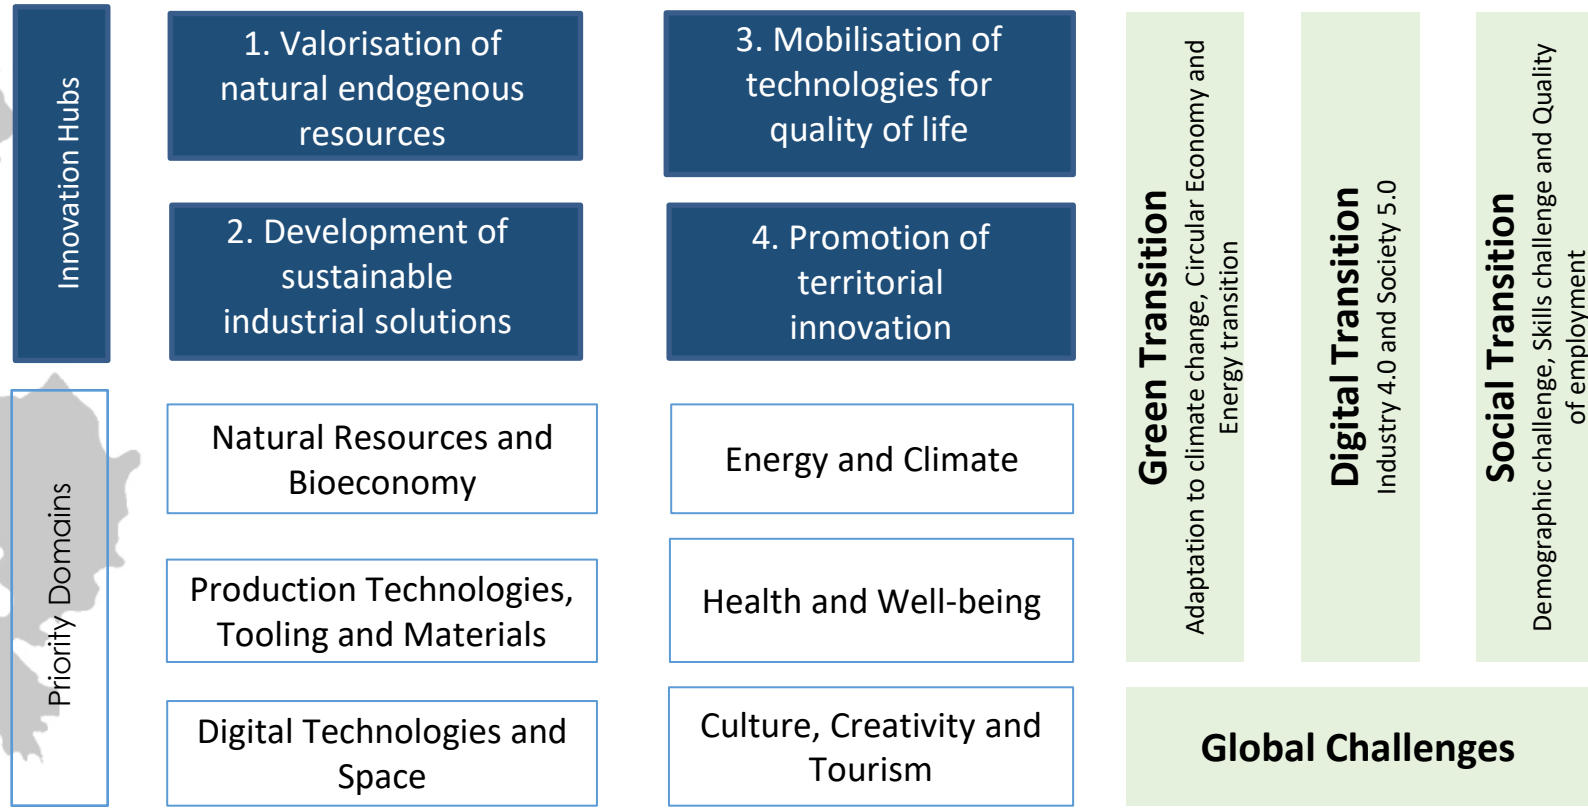 Innovation Hubs
1. Valorisation of
natural endogenous
resources
3. Mobilisation of
technologies for
quality of life
2. Development of
sustainable
industrial solutions
4. Promotion of
territorial
innovation
Priority Domains
Natural Resources and
Bioeconomy
Energy and Climate
Production Technologies,
Tooling and Materials
Health and Well-being
Digital Technologies and
Space
Culture, Creativity and
Tourism
Green Transition
Adaptation to climate change, Circular Economy and
Energy transition
Digital Transition
Industry 4.0 and Society 5.0
Social Transition
Demographic challenge, Skills challenge and Quality
of employment
Global Challenges